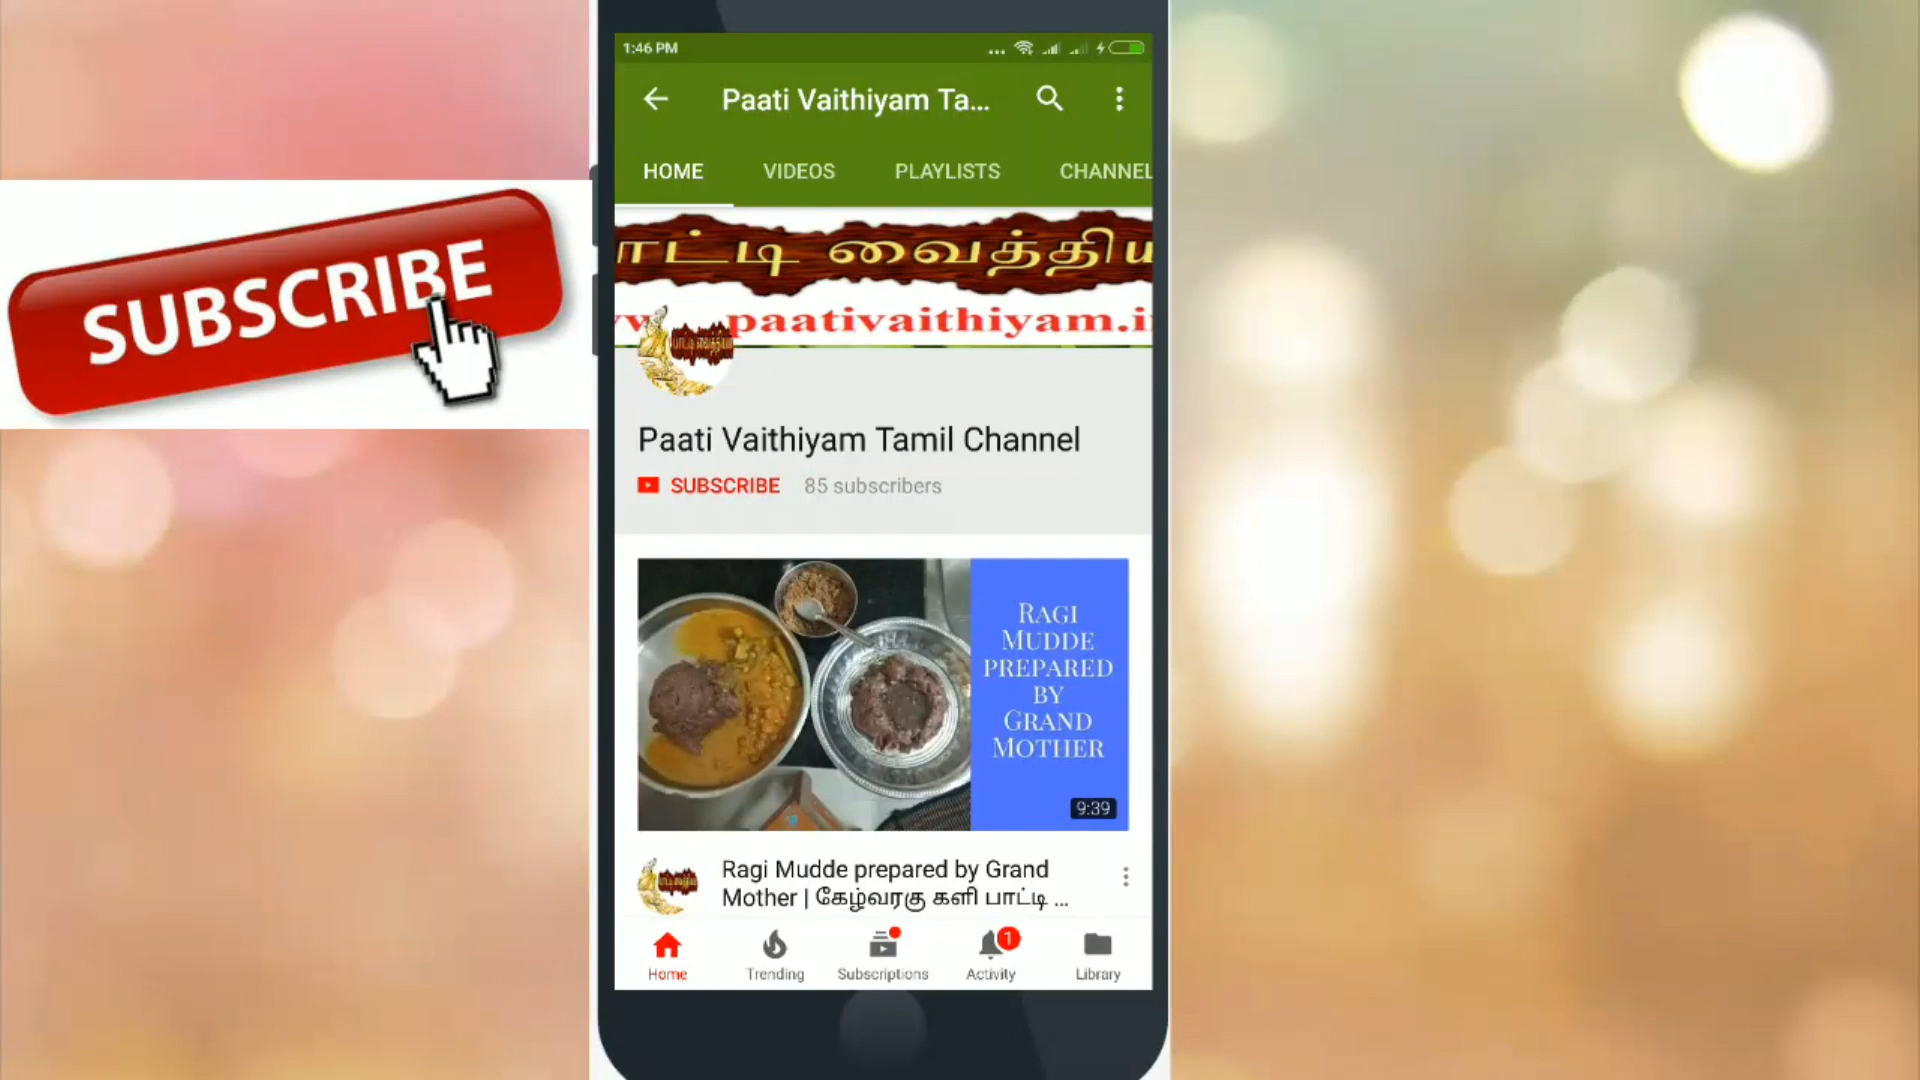 SUBSCRIBE
1:46 PM
Paati Vaithiyam Ta...
HOME VIDEOS PLAYLISTS CHANNEL
பாட்டி வைத்திய
paativaithiyam.i
Paati Vaithiyam Tamil Channel
SUBSCRIBE 85 subscribers
RAGI
MUDDE
PREPARED
BY
GRAND
MOTHER
9:39
Ragi Mudde prepared by Grand
Mother | கேழ்வரகு களி பாட்டி ...
1
Home Trending Subscriptions Activity Library